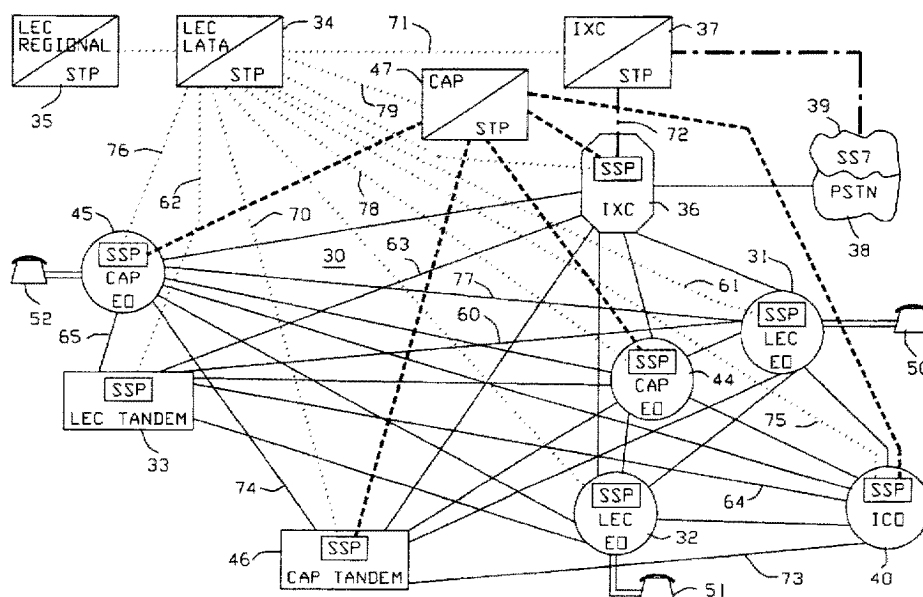 LEC
REGIONAL
STP
35
LEC
LATA
STP
34
71
IXC
STP
37
47
CAP
STP
79
72
39
SS7
PSTN
38
SSP
IXC
36
76
62
70
78
63
30
45
SSP
CAP
EO
52
77
61
31
SSP
LEC
EO
50
65
60
SSP
LEC TANDEM
33
SSP
CAP
EO
44
75
74
64
SSP
ICO
40
SSP
LEC
EO
32
46
SSP
CAP TANDEM
73
51